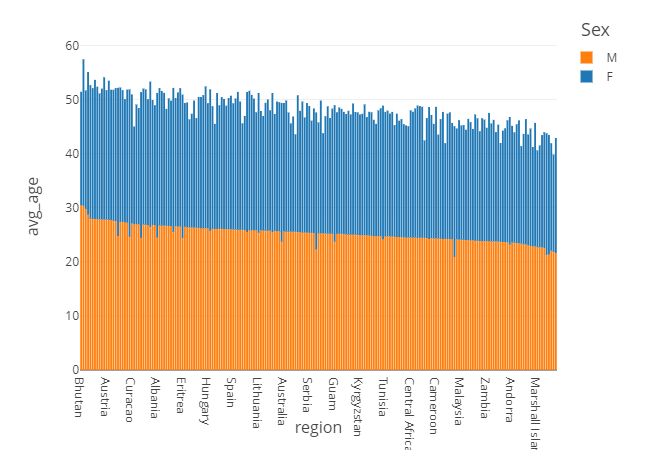 Sex
M
F
avg_age
60
50
40
30
20
10
0
Bhutan
Austria
Curacao
Albania
Eritrea
Hungary
Spain
Lithuania
Australia
Serbia
Guam
Kyrgyzstan
Tunisia
Central Africa
Cameroon
Malaysia
Zambia
Andorra
Marshall Islan
region